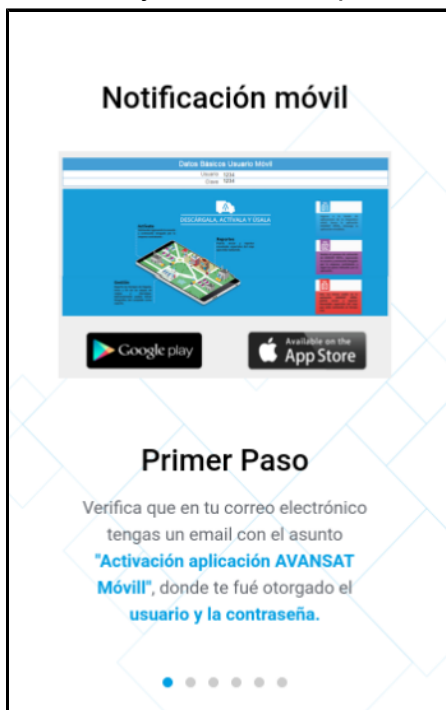 Notificación móvil
Datos Básicos Usuario Móvil
Usuario 1234
Clave 1234
DESCÁRGALA, ACTÍVALA Y ÚSALA
Google play
Available on the
App Store
Primer Paso
Verifica que en tu correo electrónico
tengas un email con el asunto
"Activación aplicación AVANSAT
Móvill", donde te fué otorgado el
usuario y la contraseña.